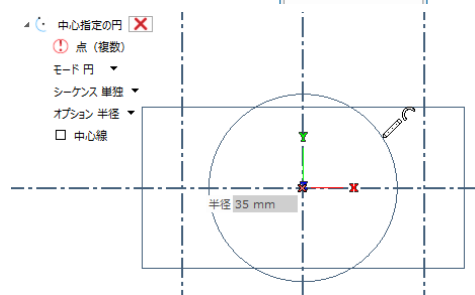 中心指定の円
点（複数）
モード 円
シーケンス 単独
オプション 半径
中心線
Y
X
半径 35 mm